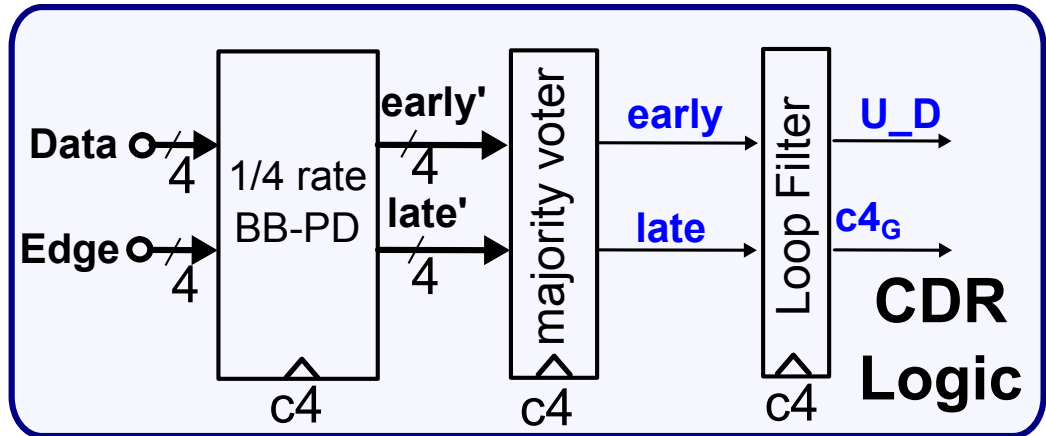 Data
4
Edge
4
1/4 rate
BB-PD
c4
early'
4
late'
4
majority voter
c4
early
late
Loop Filter
c4
U_D
c4G
CDR
Logic